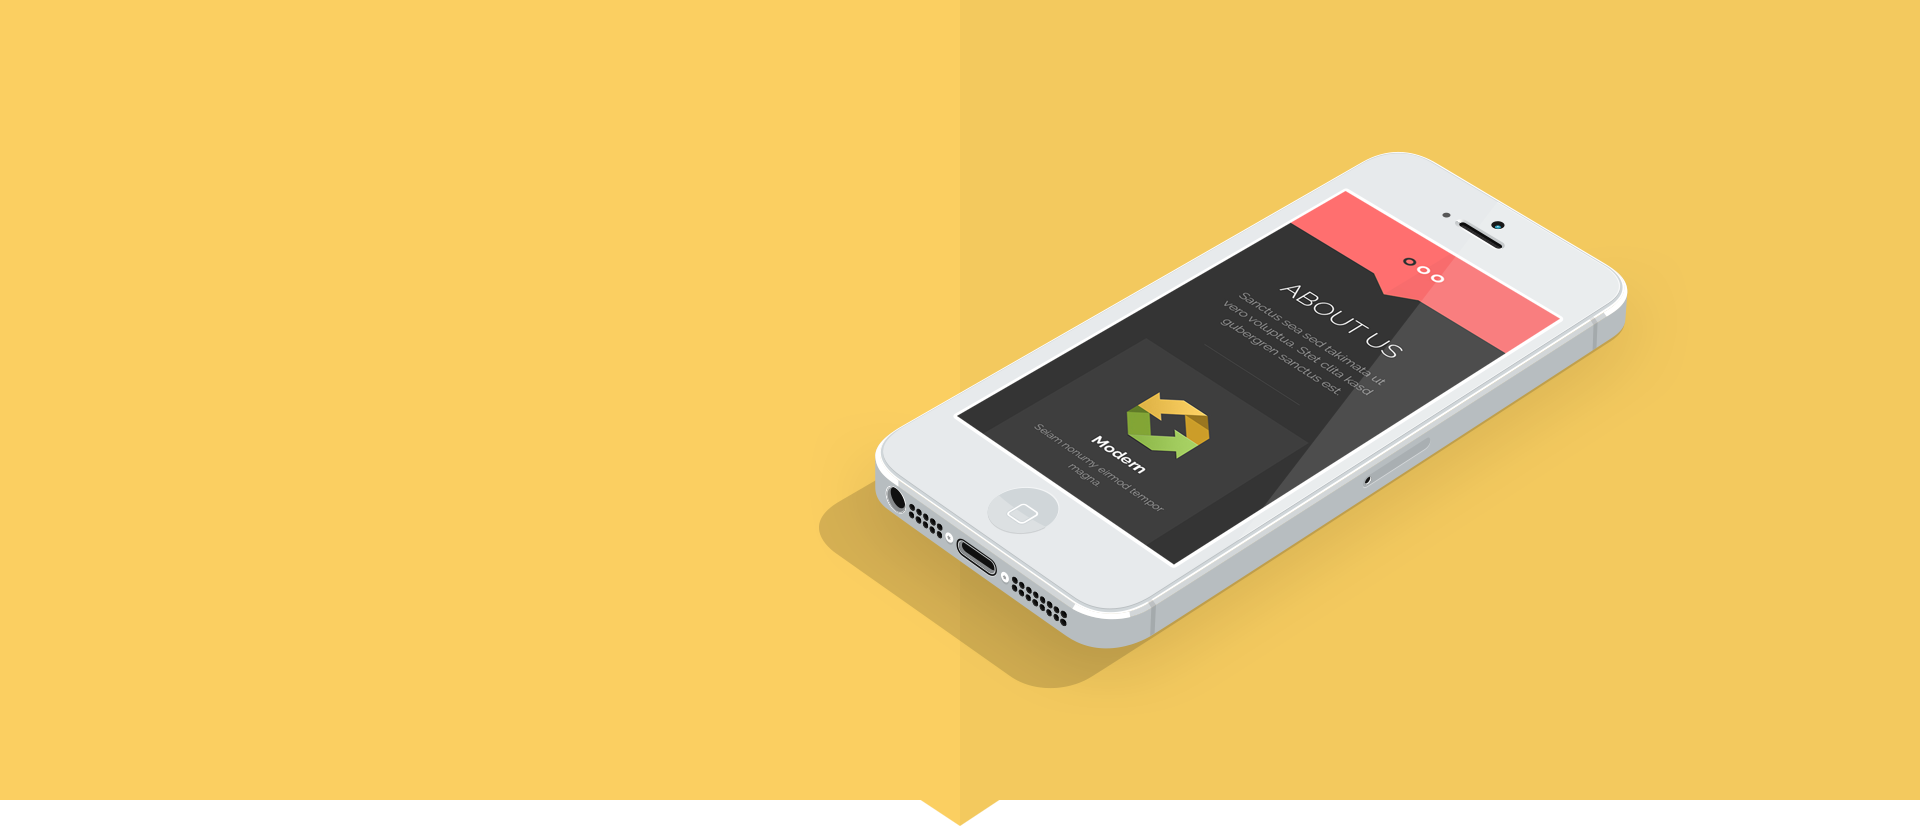 ABOUT US
Sanctus sea sed takimata ut
vero voluptua. Stet clita kasd
gubergren sanctus est.
Modern
Seiam nonumy eirmod tempor
magna